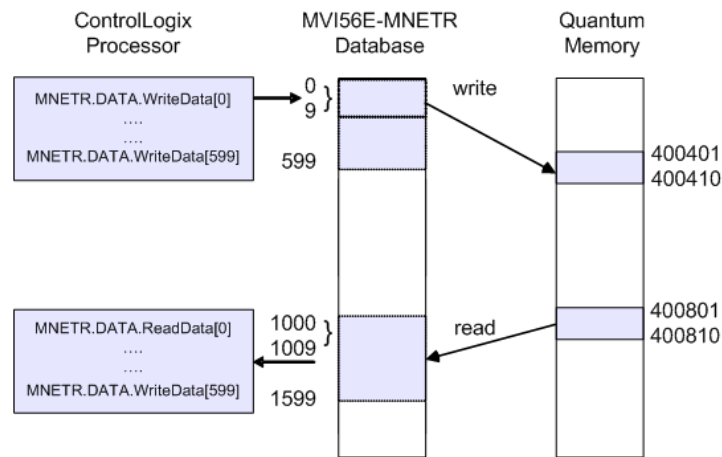 ControlLogix
Processor
MVI56E-MNETR
Database
Quantum
Memory
MNETR.DATA.WriteData[0]
....
....
MNETR.DATA.WriteData[599]
0
9
}
599
write
400401
400410
MNETR.DATA.ReadData[0]
....
....
MNETR.DATA.WriteData[599]
1000
1009
}
1599
read
400801
400810